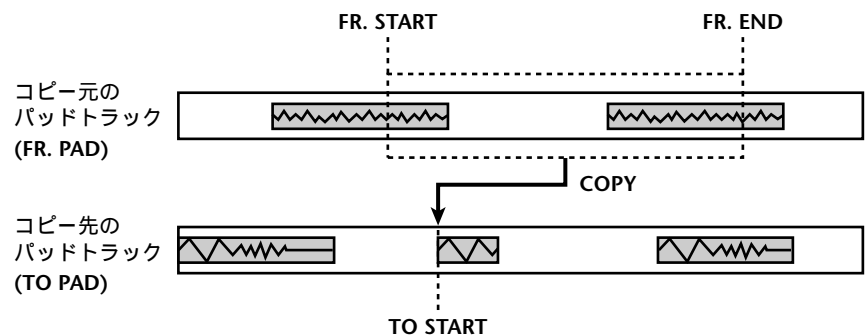 FR. START FR. END
コピー元の
パッドトラック
(FR. PAD)
COPY
コピー先の
パッドトラック
(TO PAD)
TO START